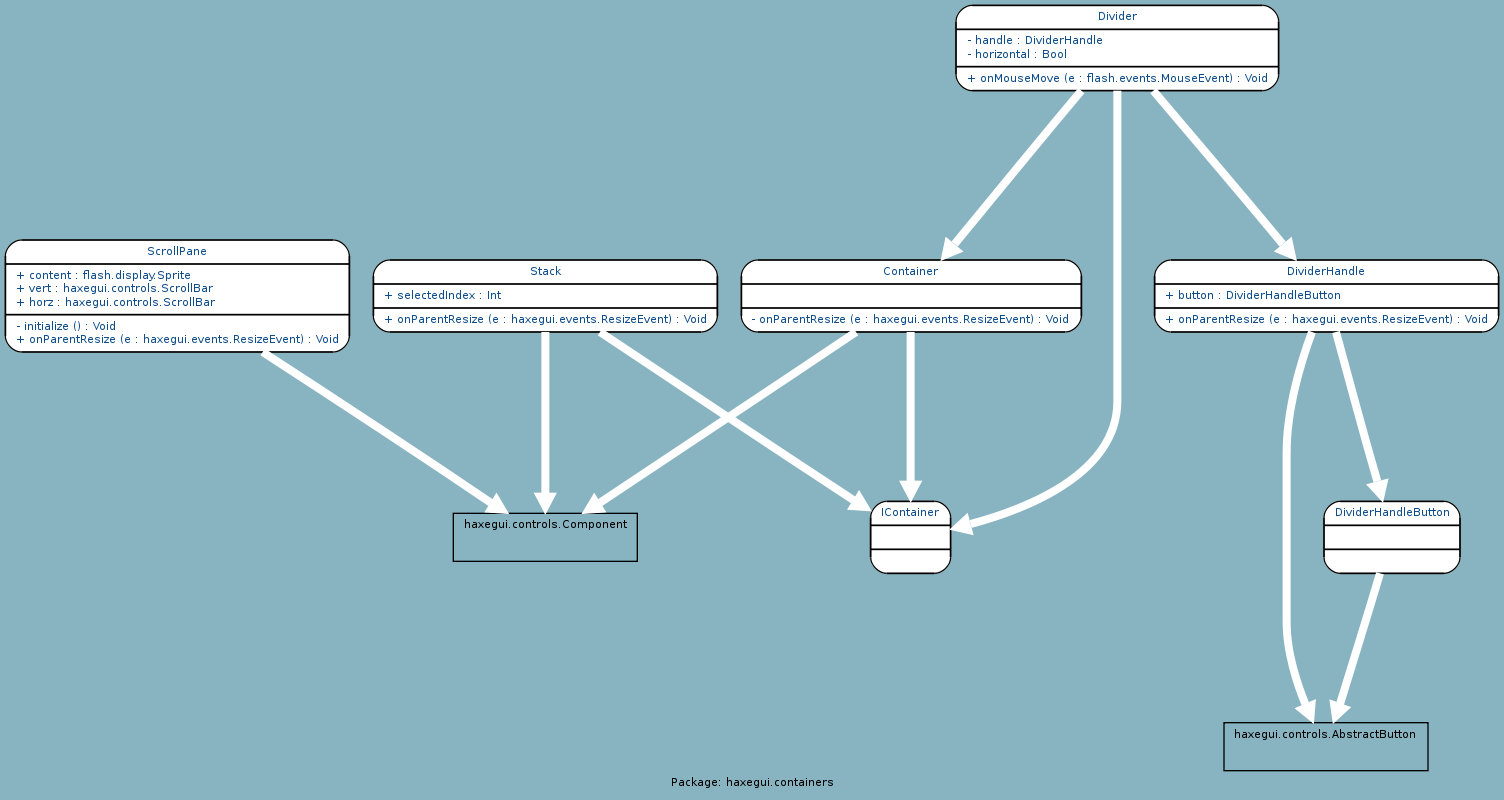 Divider
- handle : DividerHandle
- horizontal : Bool
+ onMouseMove (e : flash.events.MouseEvent) : Void
ScrollPane
+ content : flash.display.Sprite
+ vert : haxegui.controls.ScrollBar
+ horz : haxegui.controls.ScrollBar
- initialize () : Void
+ onParentResize (e : haxegui.events.ResizeEvent) : Void
Stack
+ selectedIndex : Int
+ onParentResize (e : haxegui.events.ResizeEvent) : Void
Container
- onParentResize (e : haxegui.events.ResizeEvent) : Void
DividerHandle
+ button : DividerHandleButton
+ onParentResize (e : haxegui.events.ResizeEvent) : Void
haxegui.controls.Component
IContainer
DividerHandleButton
haxegui.controls.AbstractButton
Package: haxegui.containers